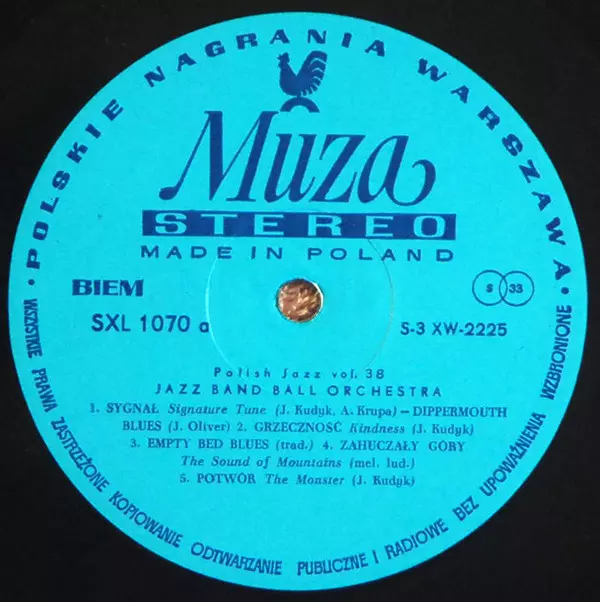 · POLSKIE NAGRANIA WARSZAWA ·
Muza
STEREO
MADE IN POLAND
BIEM
S 33
SXL 1070 a
S-3 XW-2225
Polish Jazz vol. 38
JAZZ BAND BALL ORCHESTRA
1. SYGNAŁ Signature Tune (J. Kudyk, A. Krupa) — DIPPERMOUTH
BLUES (J. Oliver) 2. GRZECZNOŚĆ Kindness (J. Kudyk)
3. EMPTY BED BLUES (trad.) 4. ZAHUCZAŁY GÓRY
The Sound of Mountains (mel. lud.)
5. POTWÓR The Monster (J. Kudyk)
WSZYSTKIE PRAWA ZASTRZEŻONE KOPIOWANIE ODTWARZANIE PUBLICZNE I RADIOWE BEZ UPOWAŻNIENIA WZBRONIONE